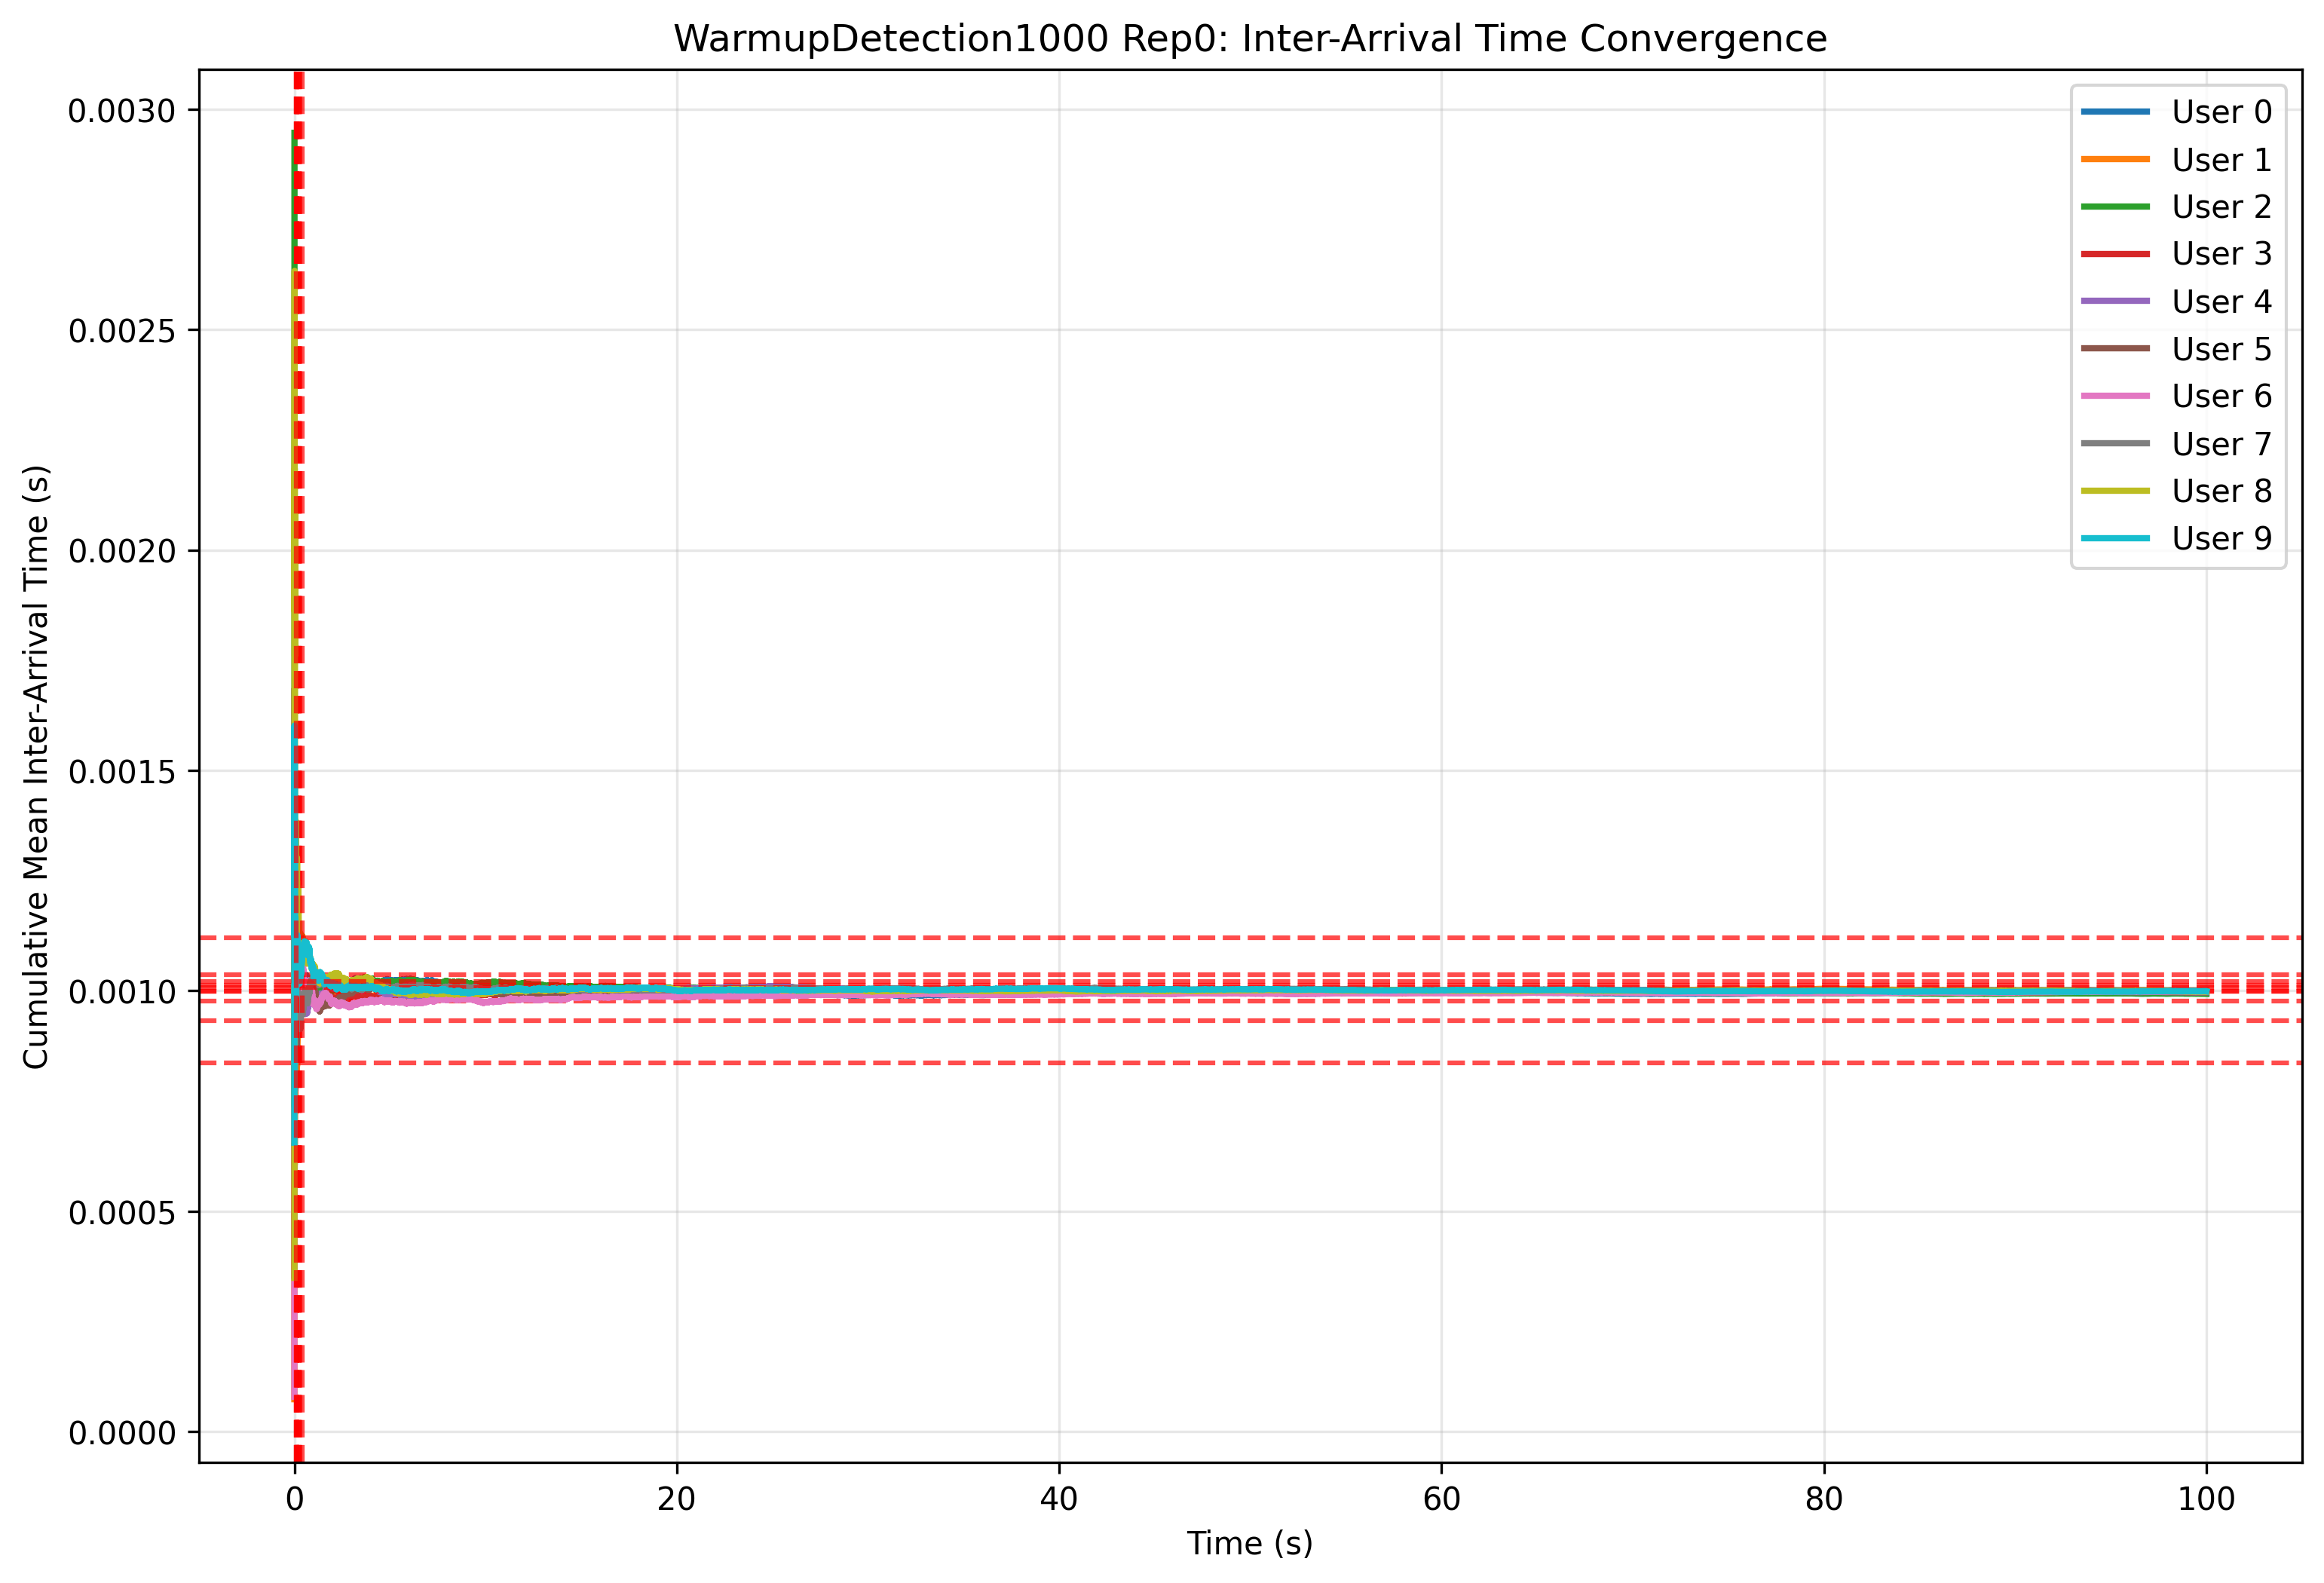 WarmupDetection1000 Rep0: Inter-Arrival Time Convergence
Cumulative Mean Inter-Arrival Time (s)
0.0030
0.0025
0.0020
0.0015
0.0010
0.0005
0.0000
User 0
User 1
User 2
User 3
User 4
User 5
User 6
User 7
User 8
User 9
0 20 40 60 80 100
Time (s)